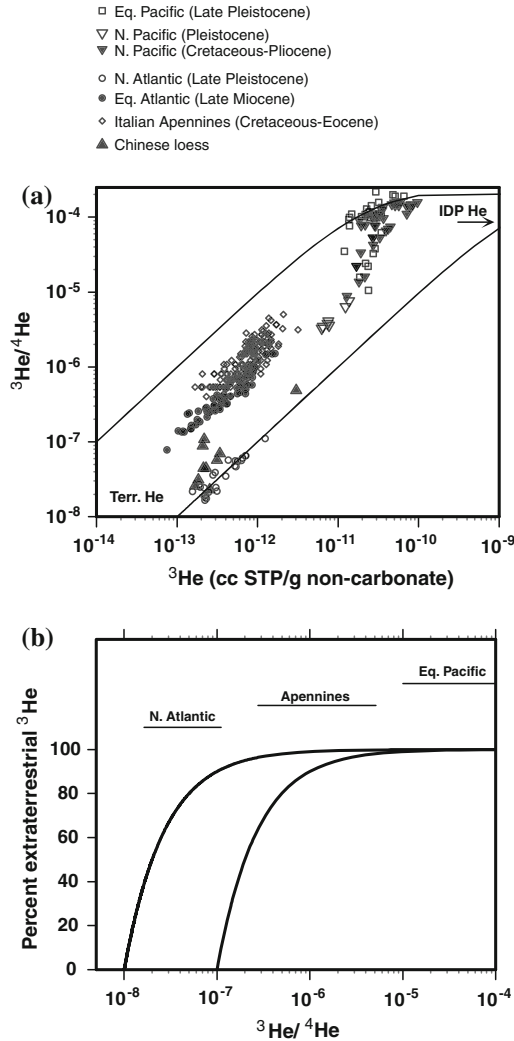 Eq. Pacific (Late Pleistocene)
N. Pacific (Pleistocene)
N. Pacific (Cretaceous-Pliocene)
N. Atlantic (Late Pleistocene)
Eq. Atlantic (Late Miocene)
Italian Apennines (Cretaceous-Eocene)
Chinese loess
(a)
10⁻⁴
IDP He
10⁻⁵
³He/⁴He
10⁻⁶
10⁻⁷
Terr. He
10⁻⁸
10⁻¹⁴ 10⁻¹³ 10⁻¹² 10⁻¹¹ 10⁻¹⁰ 10⁻⁹
³He (cc STP/g non-carbonate)
(b)
Eq. Pacific
Apennines
N. Atlantic
Percent extraterrestrial ³He
100
80
60
40
20
0
10⁻⁸ 10⁻⁷ 10⁻⁶ 10⁻⁵ 10⁻⁴
³He/ ⁴He